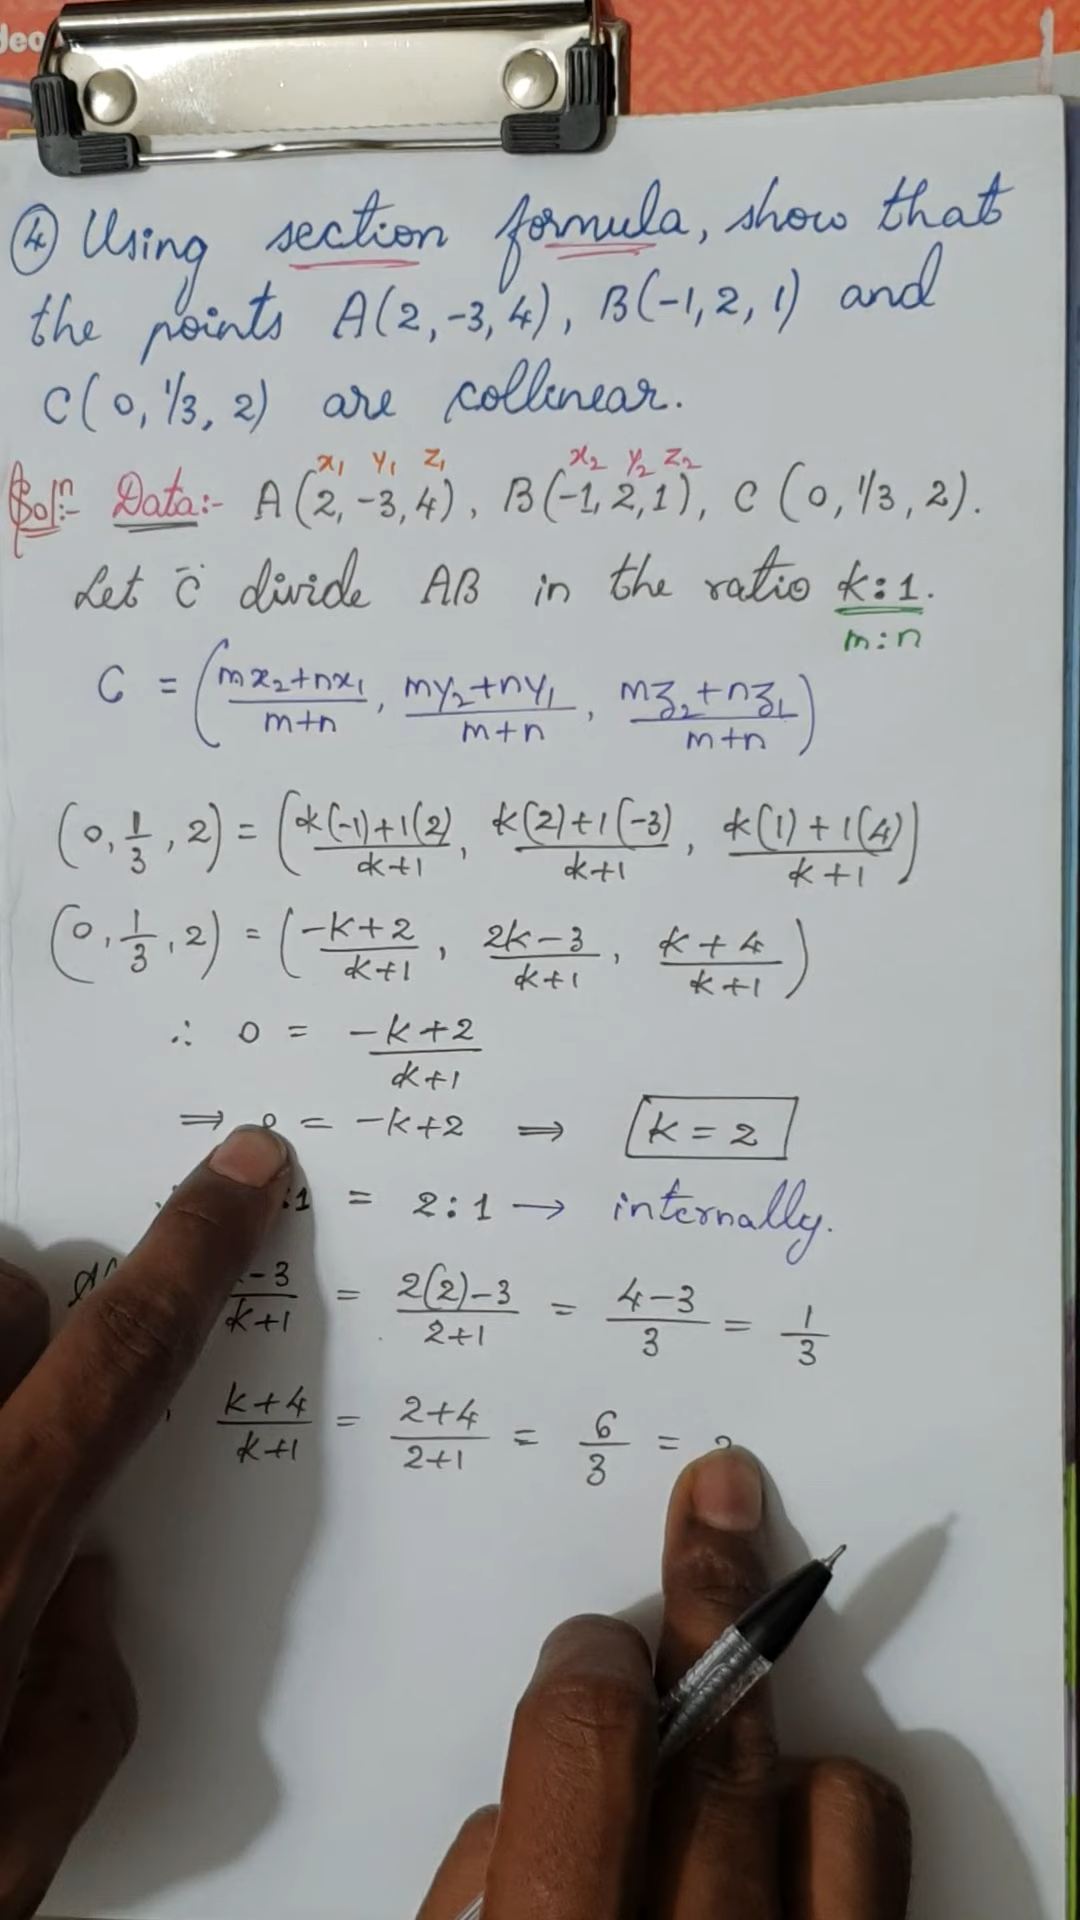 deo
④ Using section formula, show that
the points A(2, -3, 4), B(-1, 2, 1) and
C(0, 1/3, 2) are collinear.
x₁ y₁ z₁ x₂ y₂ z₂
Solⁿ:- Data:- A(2, -3, 4), B(-1, 2, 1), C(0, 1/3, 2).
Let 'C' divide AB in the ratio k:1.
m:n
C = ((mx₂+nx₁)/(m+n), (my₂+ny₁)/(m+n), (mz₂+nz₁)/(m+n))
(0, 1/3, 2) = ((k(-1)+1(2))/(k+1), (k(2)+1(-3))/(k+1), (k(1)+1(4))/(k+1))
(0, 1/3, 2) = ((-k+2)/(k+1), (2k-3)/(k+1), (k+4)/(k+1))
∴ 0 = (-k+2)/(k+1)
⇒ 0 = -k+2 ⇒ k = 2
:1 = 2:1 → internally.
-3/(k+1) = (2(2)-3)/(2+1) = (4-3)/3 = 1/3
(k+4)/(k+1) = (2+4)/(2+1) = 6/3 =